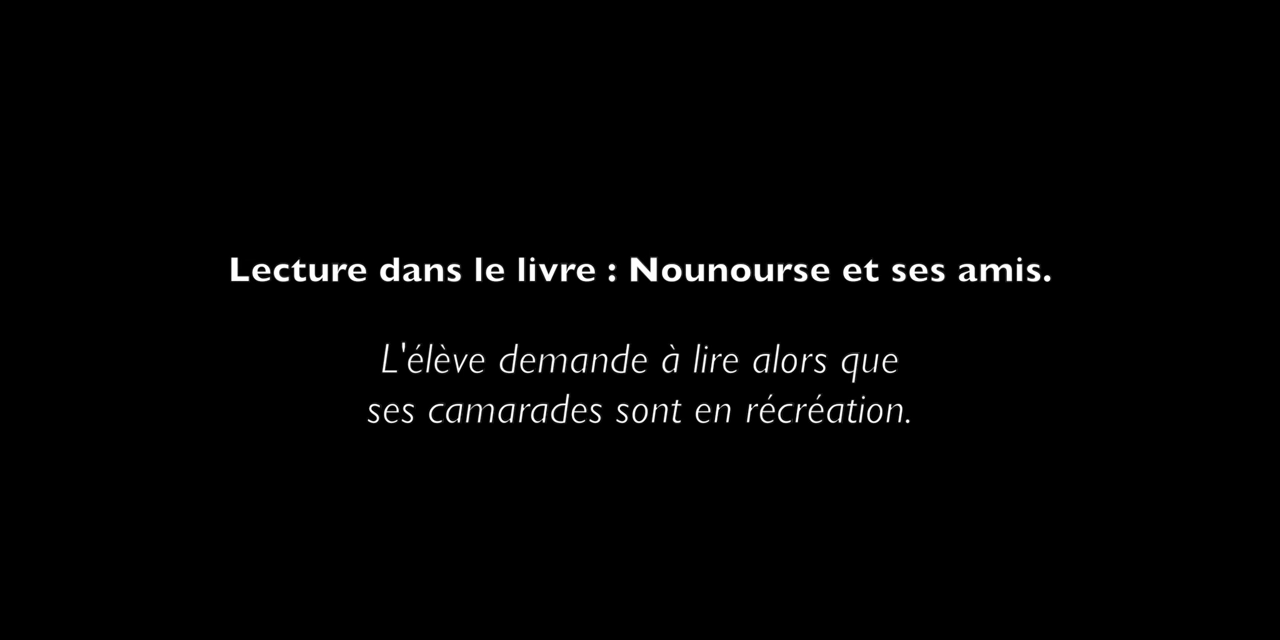 Lecture dans le livre : Nounourse et ses amis.
L'élève demande à lire alors que
ses camarades sont en récréation.